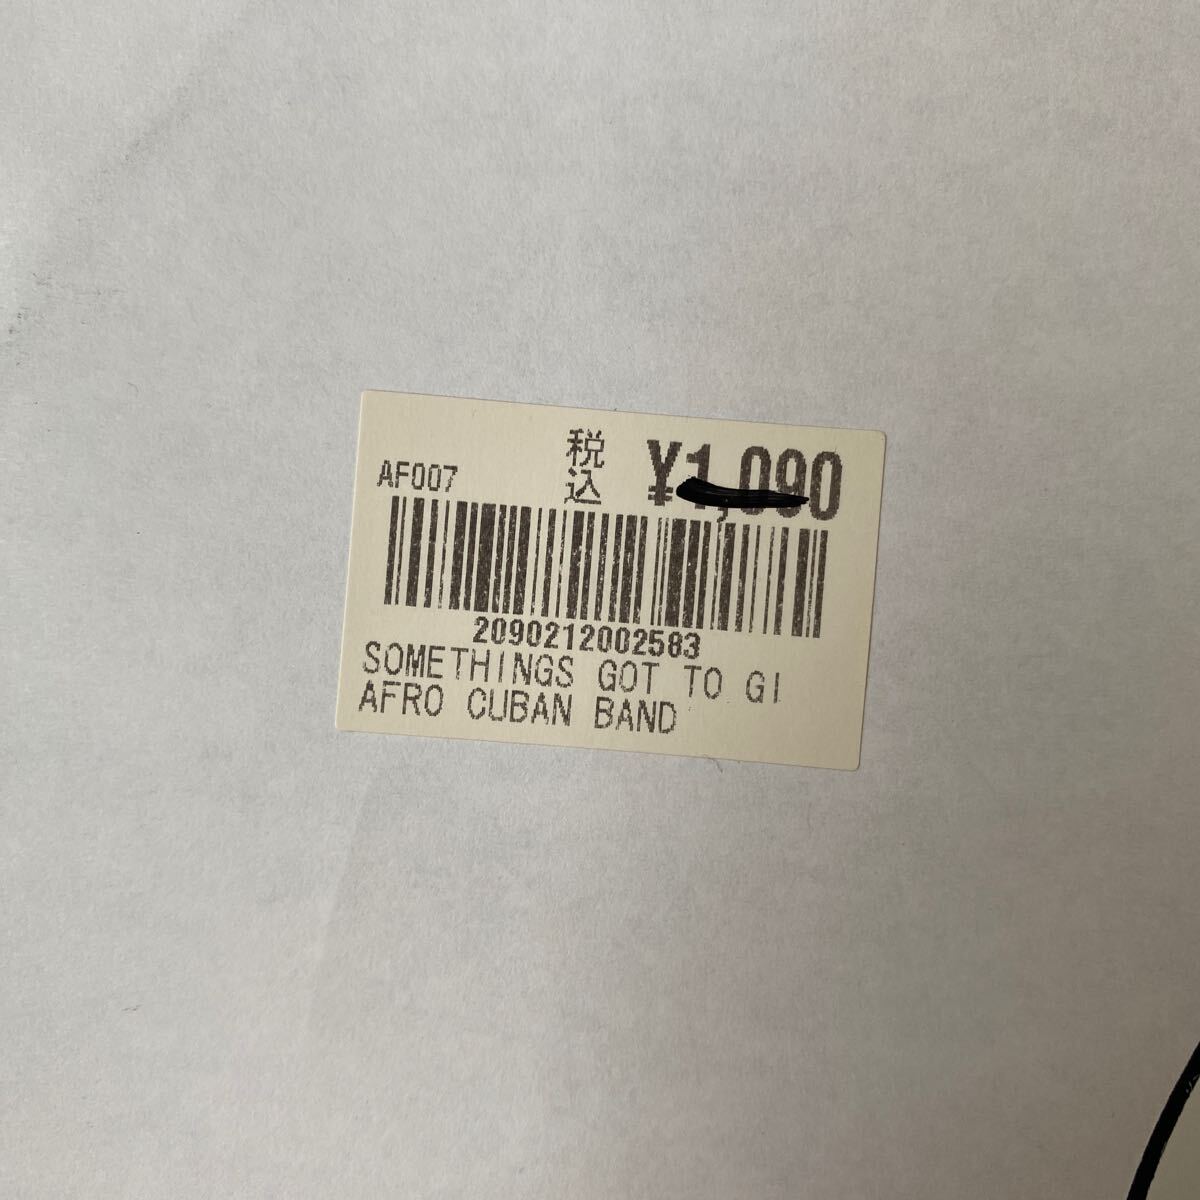 AF007 税込 ¥1,090
2090212002583
SOMETHINGS GOT TO GI
AFRO CUBAN BAND